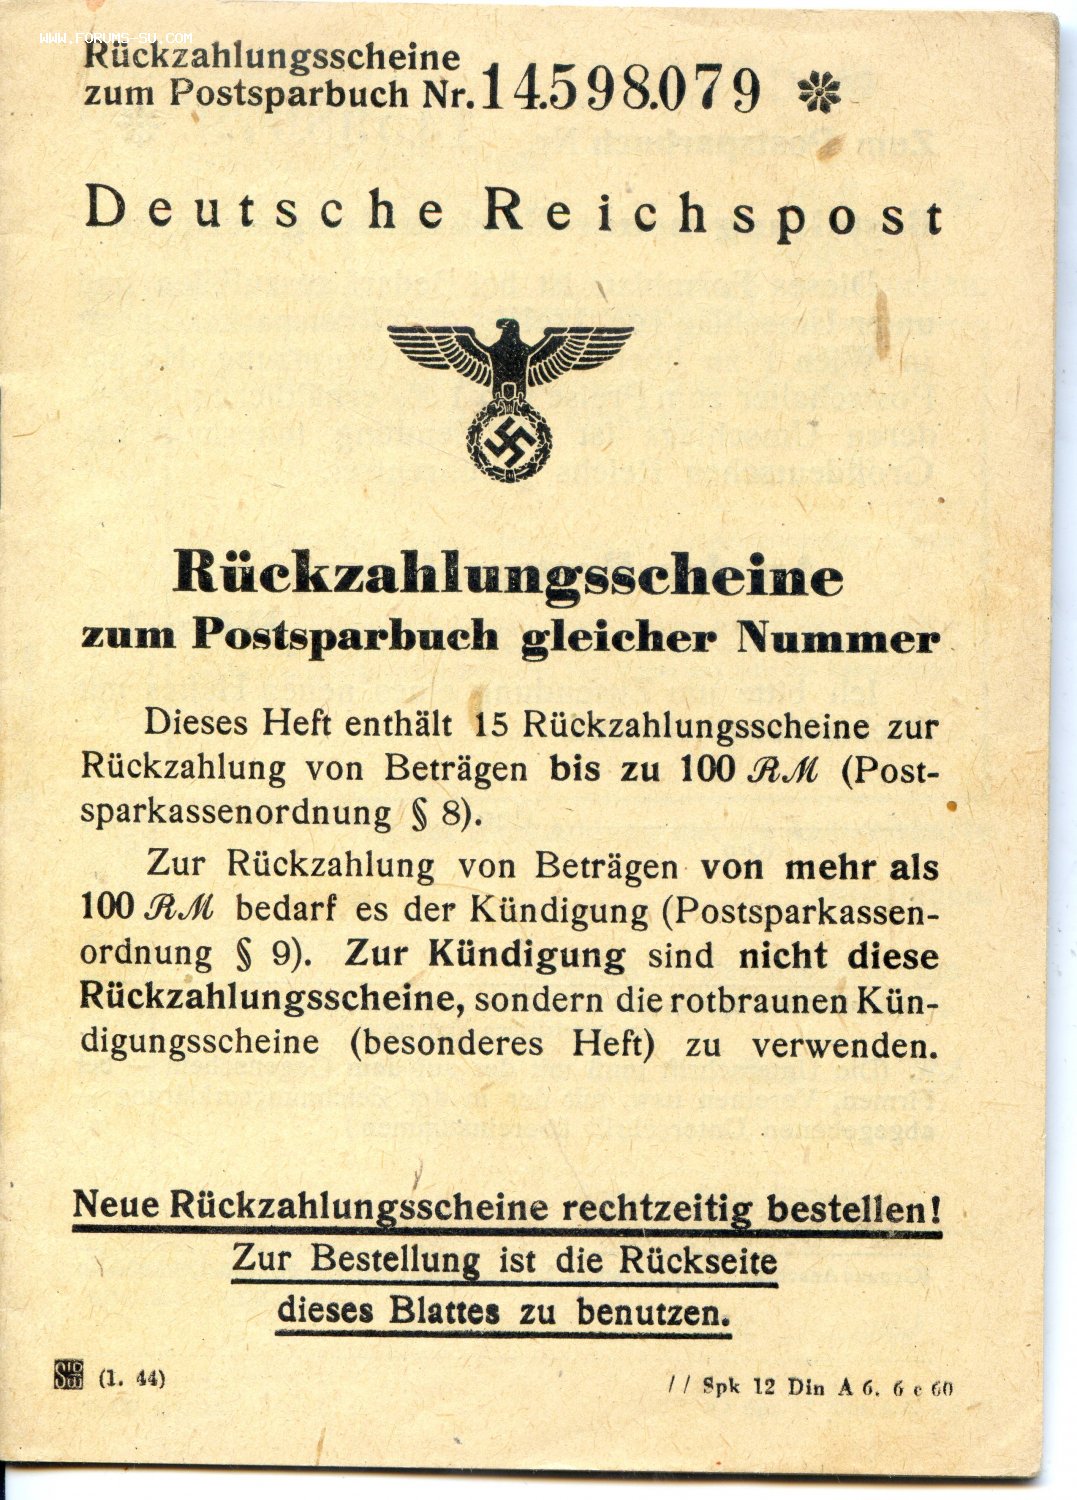 www.forums-su.com
Rückzahlungsscheine
zum Postsparbuch Nr. 14.598.079
Deutsche Reichspost
Rückzahlungsscheine
zum Postsparbuch gleicher Nummer
Dieses Heft enthält 15 Rückzahlungsscheine zur
Rückzahlung von Beträgen bis zu 100 RM (Post-
sparkassenordnung § 8).
Zur Rückzahlung von Beträgen von mehr als
100 RM bedarf es der Kündigung (Postsparkassen-
ordnung § 9). Zur Kündigung sind nicht diese
Rückzahlungsscheine, sondern die rotbraunen Kün-
digungsscheine (besonderes Heft) zu verwenden.
Neue Rückzahlungsscheine rechtzeitig bestellen!
Zur Bestellung ist die Rückseite
dieses Blattes zu benutzen.
(1. 44)
// Spk 12 Din A 6. 6 c 60